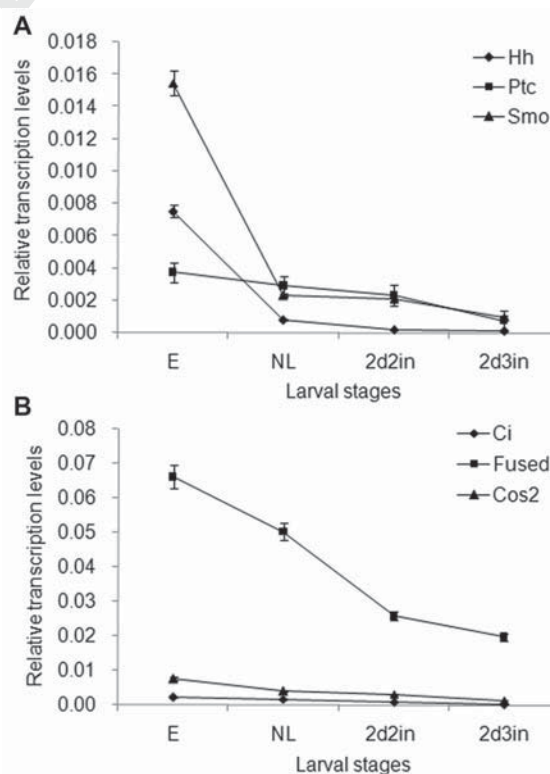 A
Relative transcription levels
0.018
0.016
0.014
0.012
0.010
0.008
0.006
0.004
0.002
0.000
Hh
Ptc
Smo
E NL 2d2in 2d3in
Larval stages
B
Relative transcription levels
0.08
0.07
0.06
0.05
0.04
0.03
0.02
0.01
0.00
Ci
Fused
Cos2
E NL 2d2in 2d3in
Larval stages